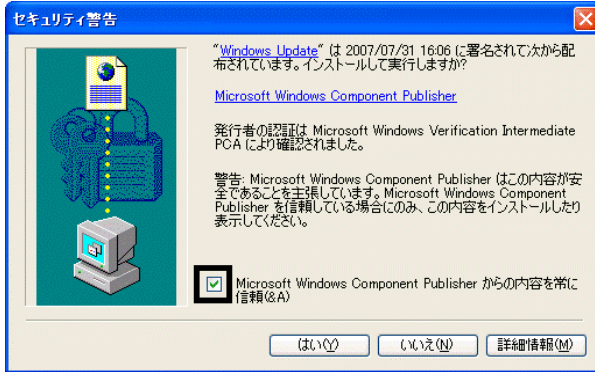 セキュリティ警告
"Windows Update" は 2007/07/31 16:06 に署名されて次から配
布されています。インストールして実行しますか?
Microsoft Windows Component Publisher
発行者の認証は Microsoft Windows Verification Intermediate
PCA により確認されました。
警告: Microsoft Windows Component Publisher はこの内容が安
全であることを主張しています。Microsoft Windows Component
Publisher を信頼している場合にのみ、この内容をインストールしたり
表示してください。
Microsoft Windows Component Publisher からの内容を常に
信頼(&A)
はい(Y) いいえ(N) 詳細情報(M)